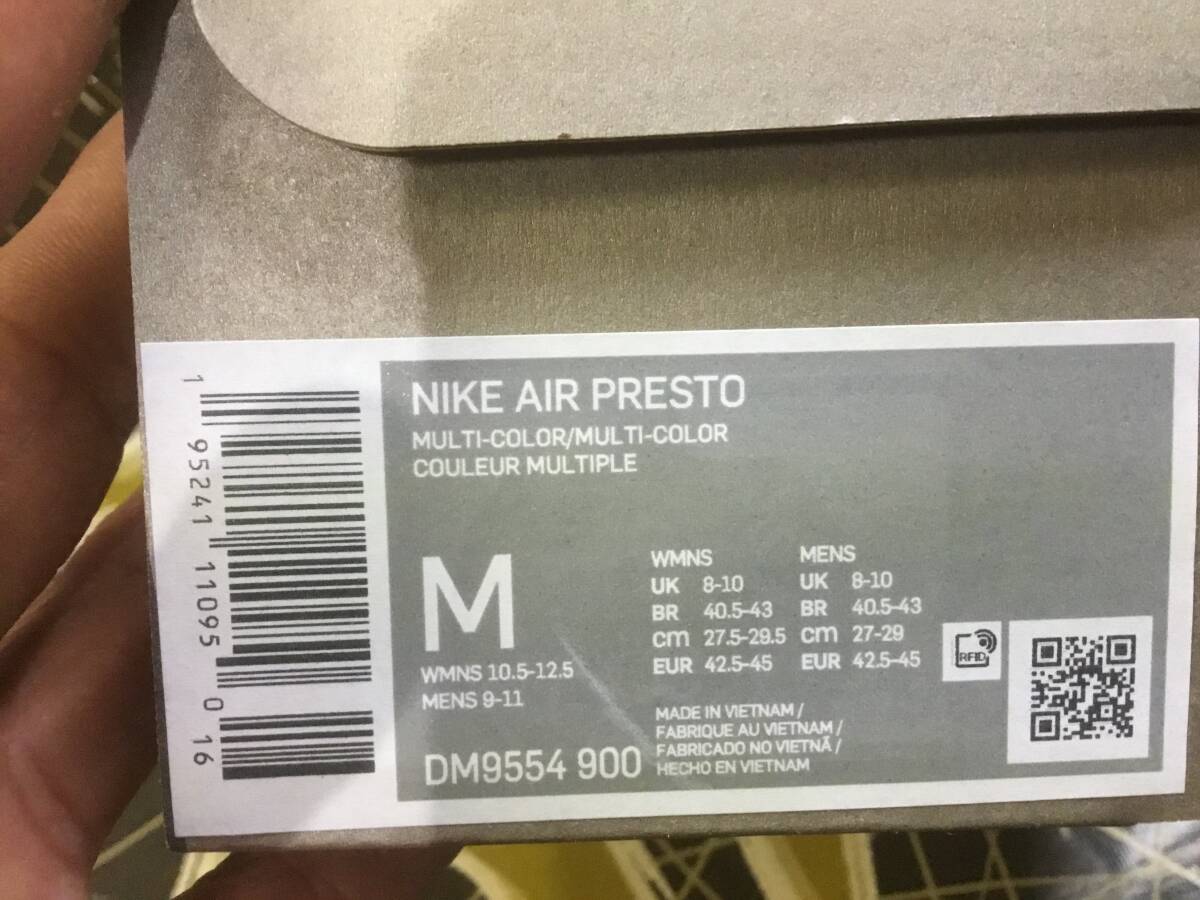 1 95241 11095 0 16
NIKE AIR PRESTO
MULTI-COLOR/MULTI-COLOR
COULEUR MULTIPLE
M
WMNS 10.5-12.5
MENS 9-11
DM9554 900
WMNS
UK 8-10
BR 40.5-43
cm 27.5-29.5
EUR 42.5-45
MENS
UK 8-10
BR 40.5-43
cm 27-29
EUR 42.5-45
MADE IN VIETNAM /
FABRIQUE AU VIETNAM /
FABRICADO NO VIETNÃ /
HECHO EN VIETNAM
RFID